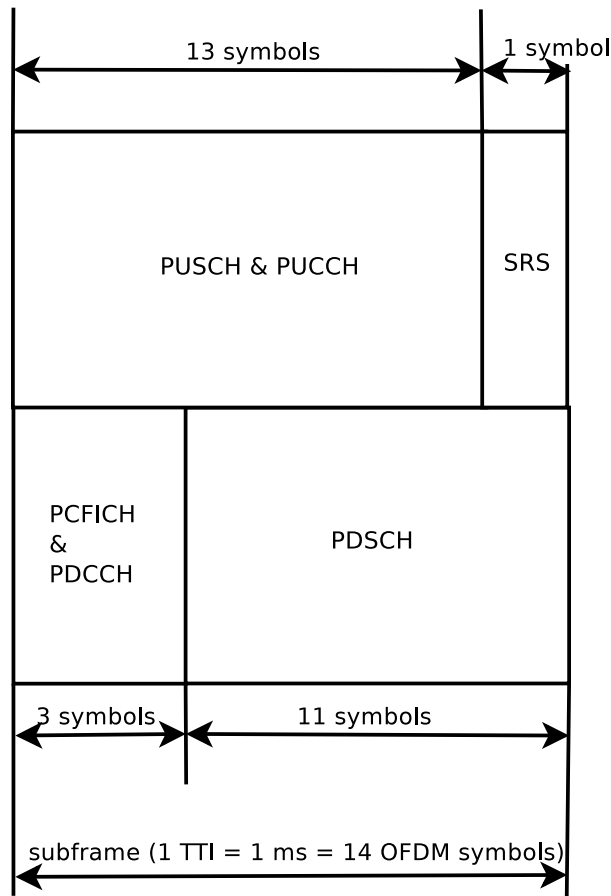 13 symbols
1 symbol
PUSCH & PUCCH
SRS
PCFICH
&
PDCCH
PDSCH
3 symbols
11 symbols
subframe (1 TTI = 1 ms = 14 OFDM symbols)